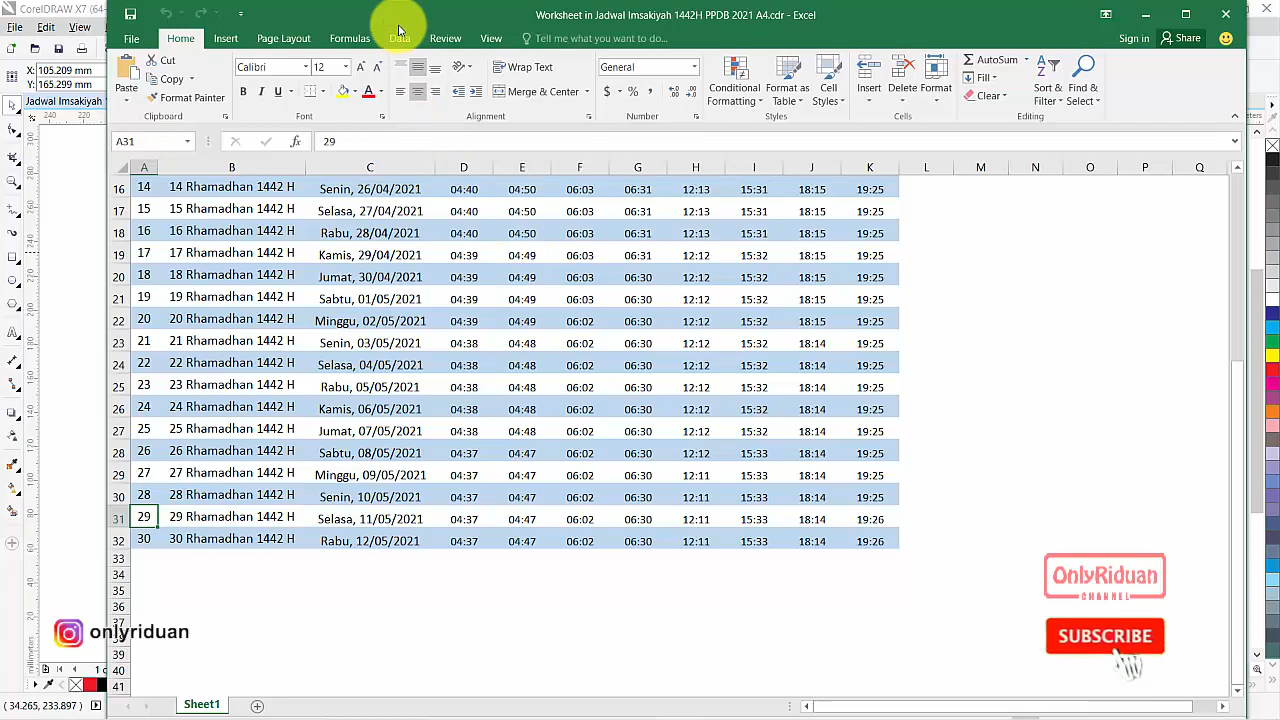 CorelDRAW X7 (64-
Worksheet in Jadwal Imsakiyah 1442H PPDB 2021 A4.cdr - Excel
File Edit View
File Home Insert Page Layout Formulas Data Review View Tell me what you want to do... Sign in Share
X: 105.209 mm
Y: 165.299 mm
Jadwal Imsakiyah
240 220
Paste
Cut
Copy
Format Painter
Clipboard
Calibri 12
B I U
Font
Wrap Text
Merge & Center
Alignment
General
$ % ,
Number
Conditional Formatting
Format as Table
Cell Styles
Styles
Insert Delete Format
Cells
AutoSum
Fill
Clear
Sort & Filter
Find & Select
Editing
A31 fx 29
A B C D E F G H I J K L M N O P Q
16 14 14 Rhamadhan 1442 H Senin, 26/04/2021 04:40 04:50 06:03 06:31 12:13 15:31 18:15 19:25
17 15 15 Rhamadhan 1442 H Selasa, 27/04/2021 04:40 04:50 06:03 06:31 12:13 15:31 18:15 19:25
18 16 16 Rhamadhan 1442 H Rabu, 28/04/2021 04:40 04:50 06:03 06:31 12:13 15:31 18:15 19:25
19 17 17 Rhamadhan 1442 H Kamis, 29/04/2021 04:39 04:49 06:03 06:31 12:12 15:32 18:15 19:25
20 18 18 Rhamadhan 1442 H Jumat, 30/04/2021 04:39 04:49 06:03 06:30 12:12 15:32 18:15 19:25
21 19 19 Rhamadhan 1442 H Sabtu, 01/05/2021 04:39 04:49 06:03 06:30 12:12 15:32 18:15 19:25
22 20 20 Rhamadhan 1442 H Minggu, 02/05/2021 04:39 04:49 06:02 06:30 12:12 15:32 18:15 19:25
23 21 21 Rhamadhan 1442 H Senin, 03/05/2021 04:38 04:48 06:02 06:30 12:12 15:32 18:14 19:25
24 22 22 Rhamadhan 1442 H Selasa, 04/05/2021 04:38 04:48 06:02 06:30 12:12 15:32 18:14 19:25
25 23 23 Rhamadhan 1442 H Rabu, 05/05/2021 04:38 04:48 06:02 06:30 12:12 15:32 18:14 19:25
26 24 24 Rhamadhan 1442 H Kamis, 06/05/2021 04:38 04:48 06:02 06:30 12:12 15:32 18:14 19:25
27 25 25 Rhamadhan 1442 H Jumat, 07/05/2021 04:38 04:48 06:02 06:30 12:12 15:32 18:14 19:25
28 26 26 Rhamadhan 1442 H Sabtu, 08/05/2021 04:37 04:47 06:02 06:30 12:11 15:33 18:14 19:25
29 27 27 Rhamadhan 1442 H Minggu, 09/05/2021 04:37 04:47 06:02 06:30 12:11 15:33 18:14 19:25
30 28 28 Rhamadhan 1442 H Senin, 10/05/2021 04:37 04:47 06:02 06:30 12:11 15:33 18:14 19:25
31 29 29 Rhamadhan 1442 H Selasa, 11/05/2021 04:37 04:47 06:02 06:30 12:11 15:33 18:14 19:26
32 30 30 Rhamadhan 1442 H Rabu, 12/05/2021 04:37 04:47 06:02 06:30 12:11 15:33 18:14 19:26
33
34
35
36
37
38
39
40
41
OnlyRiduan
CHANNEL
onlyriduan
SUBSCRIBE
Sheet1
(34.265, 233.897)